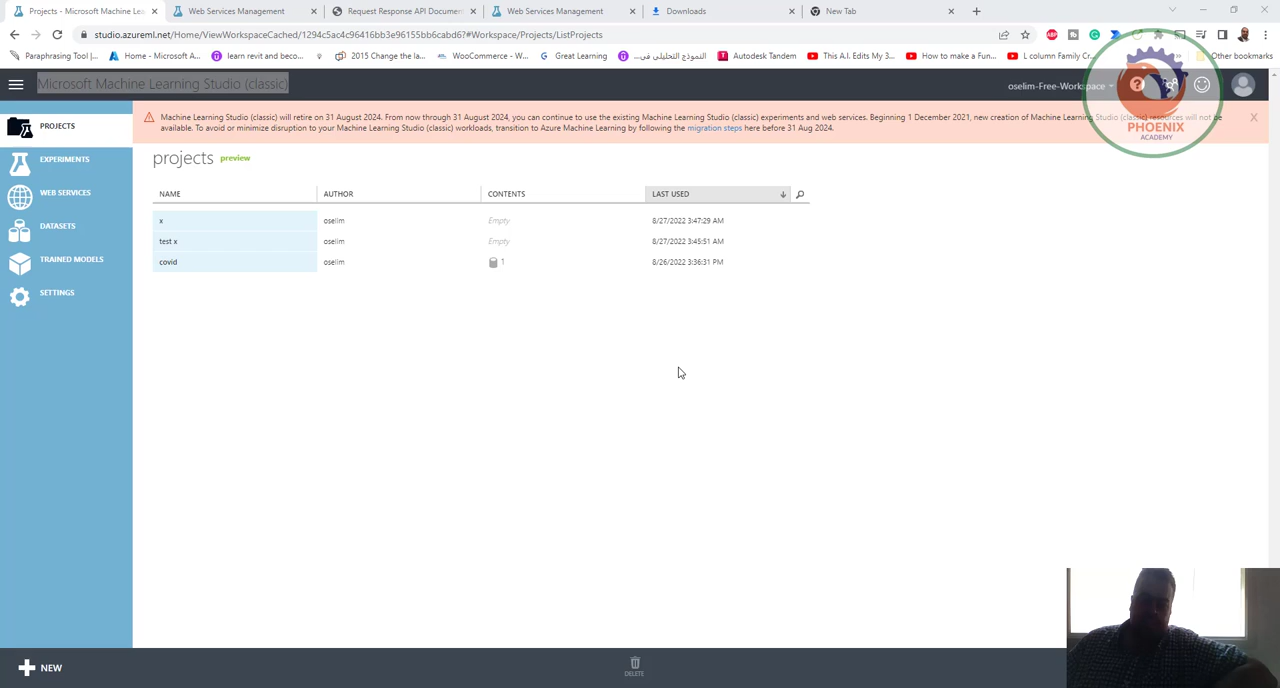 Projects - Microsoft Machine Lea
Web Services Management
Request Response API Documen
Web Services Management
Downloads
New Tab
studio.azureml.net/Home/ViewWorkspaceCached/1294c5ac4c96416bb3e96155bb6cabd6?#Workspace/Projects/ListProjects
Paraphrasing Tool |...
Home - Microsoft A...
learn revit and beco...
2015 Change the la...
WooCommerce - W...
Great Learning
النموذج التحليلى فى...
Autodesk Tandem
This A.I. Edits My 3...
How to make a Fun...
L column Family Cr...
Other bookmarks
Microsoft Machine Learning Studio (classic)
oselim-Free-Workspace
PHOENIX
ACADEMY
Machine Learning Studio (classic) will retire on 31 August 2024. From now through 31 August 2024, you can continue to use the existing Machine Learning Studio (classic) experiments and web services. Beginning 1 December 2021, new creation of Machine Learning Studio (classic) resources will not be
available. To avoid or minimize disruption to your Machine Learning Studio (classic) workloads, transition to Azure Machine Learning by following the migration steps here before 31 Aug 2024.
X
PROJECTS
EXPERIMENTS
WEB SERVICES
DATASETS
TRAINED MODELS
SETTINGS
projects preview
NAME AUTHOR CONTENTS LAST USED
x oselim Empty 8/27/2022 3:47:29 AM
test x oselim Empty 8/27/2022 3:45:51 AM
covid oselim 1 8/26/2022 3:36:31 PM
NEW
DELETE